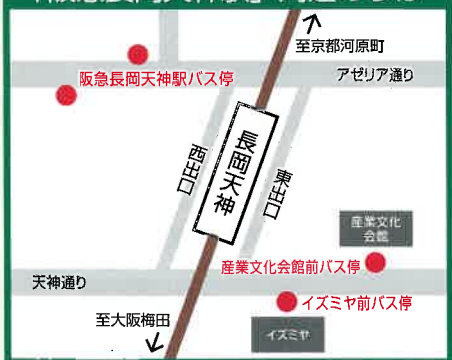 至京都河原町
阪急長岡天神駅バス停
アゼリア通り
長岡天神
西出口
東出口
産業文化
会館
産業文化会館前バス停
天神通り
イズミヤ前バス停
至大阪梅田
イズミヤ